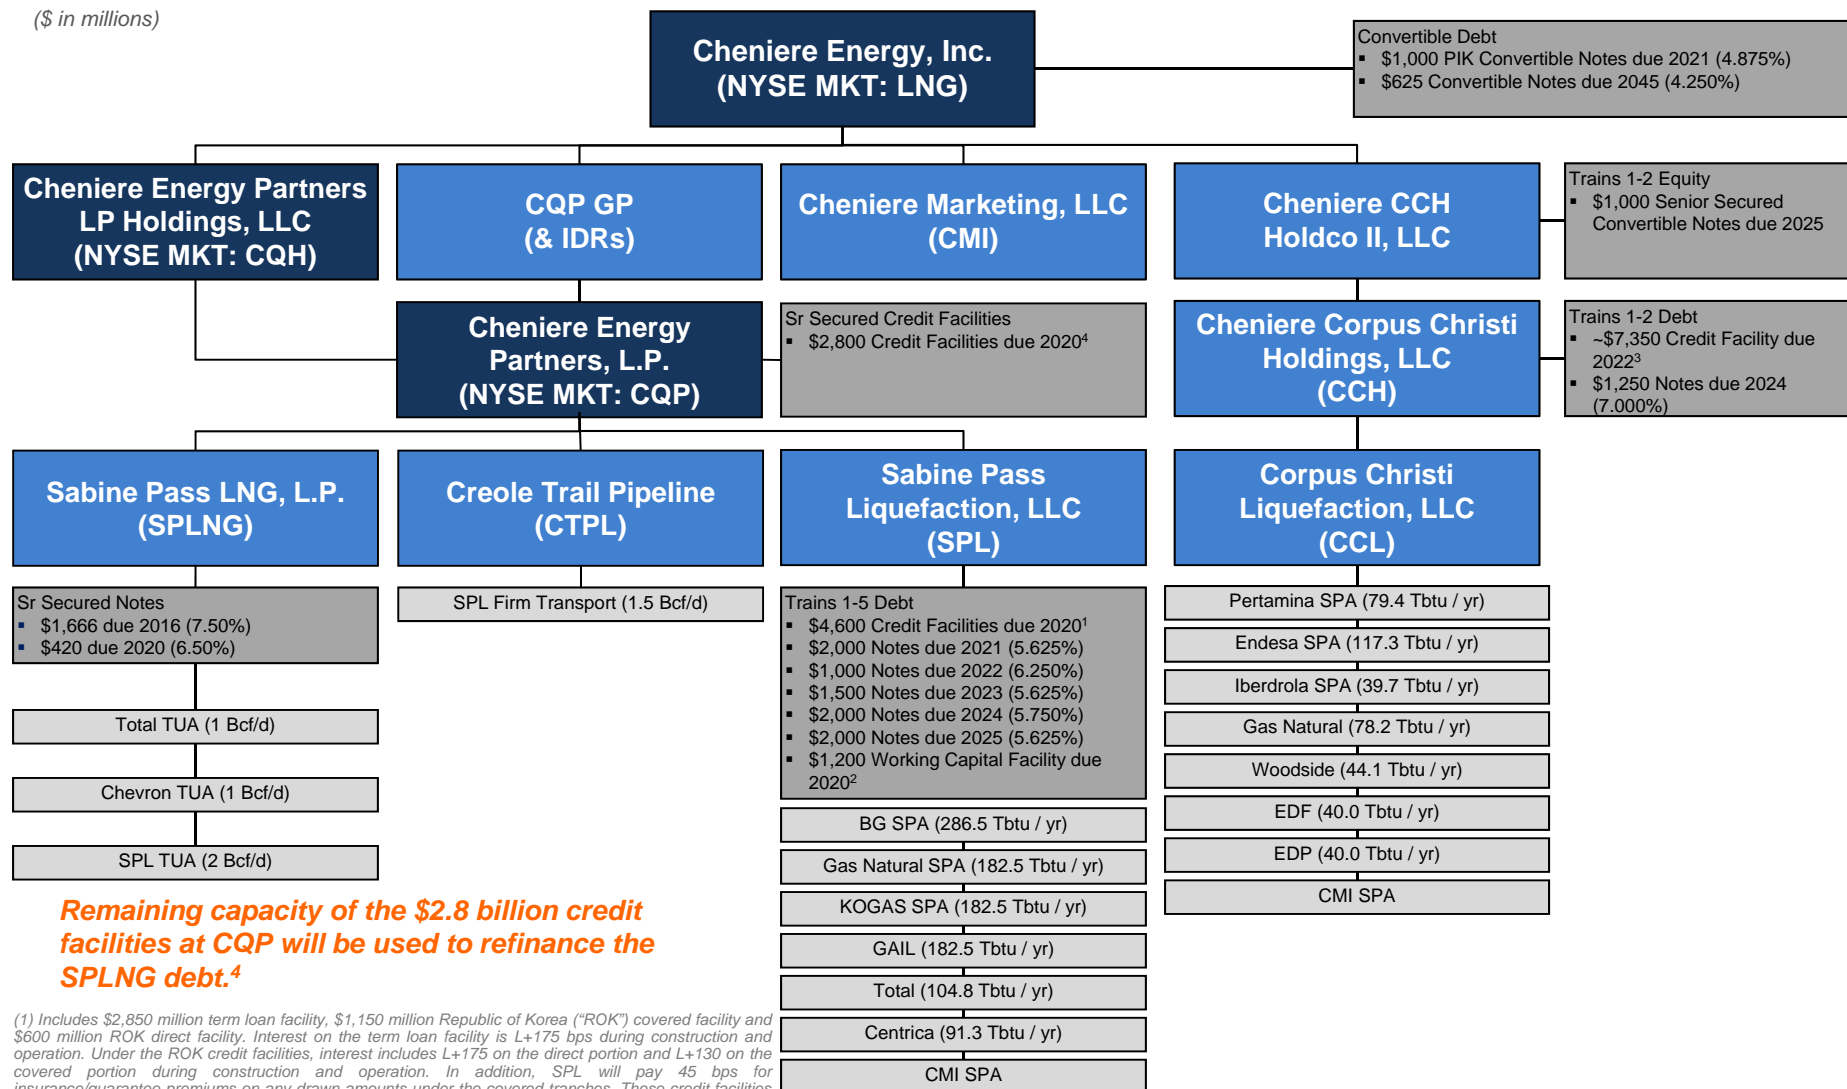 ($ in millions)
Cheniere Energy, Inc.
(NYSE MKT: LNG)
Convertible Debt
▪ $1,000 PIK Convertible Notes due 2021 (4.875%)
▪ $625 Convertible Notes due 2045 (4.250%)
Cheniere Energy Partners
LP Holdings, LLC
(NYSE MKT: CQH)
CQP GP
(& IDRs)
Cheniere Marketing, LLC
(CMI)
Cheniere CCH
Holdco II, LLC
Trains 1-2 Equity
▪ $1,000 Senior Secured
Convertible Notes due 2025
Cheniere Energy
Partners, L.P.
(NYSE MKT: CQP)
Sr Secured Credit Facilities
▪ $2,800 Credit Facilities due 2020⁴
Cheniere Corpus Christi
Holdings, LLC
(CCH)
Trains 1-2 Debt
▪ ~$7,350 Credit Facility due
2022³
▪ $1,250 Notes due 2024
(7.000%)
Sabine Pass LNG, L.P.
(SPLNG)
Creole Trail Pipeline
(CTPL)
Sabine Pass
Liquefaction, LLC
(SPL)
Corpus Christi
Liquefaction, LLC
(CCL)
Sr Secured Notes
▪ $1,666 due 2016 (7.50%)
▪ $420 due 2020 (6.50%)
Total TUA (1 Bcf/d)
Chevron TUA (1 Bcf/d)
SPL TUA (2 Bcf/d)
SPL Firm Transport (1.5 Bcf/d)
Trains 1-5 Debt
▪ $4,600 Credit Facilities due 2020¹
▪ $2,000 Notes due 2021 (5.625%)
▪ $1,000 Notes due 2022 (6.250%)
▪ $1,500 Notes due 2023 (5.625%)
▪ $2,000 Notes due 2024 (5.750%)
▪ $2,000 Notes due 2025 (5.625%)
▪ $1,200 Working Capital Facility due
2020²
BG SPA (286.5 Tbtu / yr)
Gas Natural SPA (182.5 Tbtu / yr)
KOGAS SPA (182.5 Tbtu / yr)
GAIL (182.5 Tbtu / yr)
Total (104.8 Tbtu / yr)
Centrica (91.3 Tbtu / yr)
CMI SPA
Pertamina SPA (79.4 Tbtu / yr)
Endesa SPA (117.3 Tbtu / yr)
Iberdrola SPA (39.7 Tbtu / yr)
Gas Natural (78.2 Tbtu / yr)
Woodside (44.1 Tbtu / yr)
EDF (40.0 Tbtu / yr)
EDP (40.0 Tbtu / yr)
CMI SPA
Remaining capacity of the $2.8 billion credit
facilities at CQP will be used to refinance the
SPLNG debt.⁴
(1) Includes $2,850 million term loan facility, $1,150 million Republic of Korea (“ROK”) covered facility and
$600 million ROK direct facility. Interest on the term loan facility is L+175 bps during construction and
operation. Under the ROK credit facilities, interest includes L+175 on the direct portion and L+130 on the
covered portion during construction and operation. In addition, SPL will pay 45 bps for
insurance/guarantee premiums on any drawn amounts under the covered tranches. These credit facilities